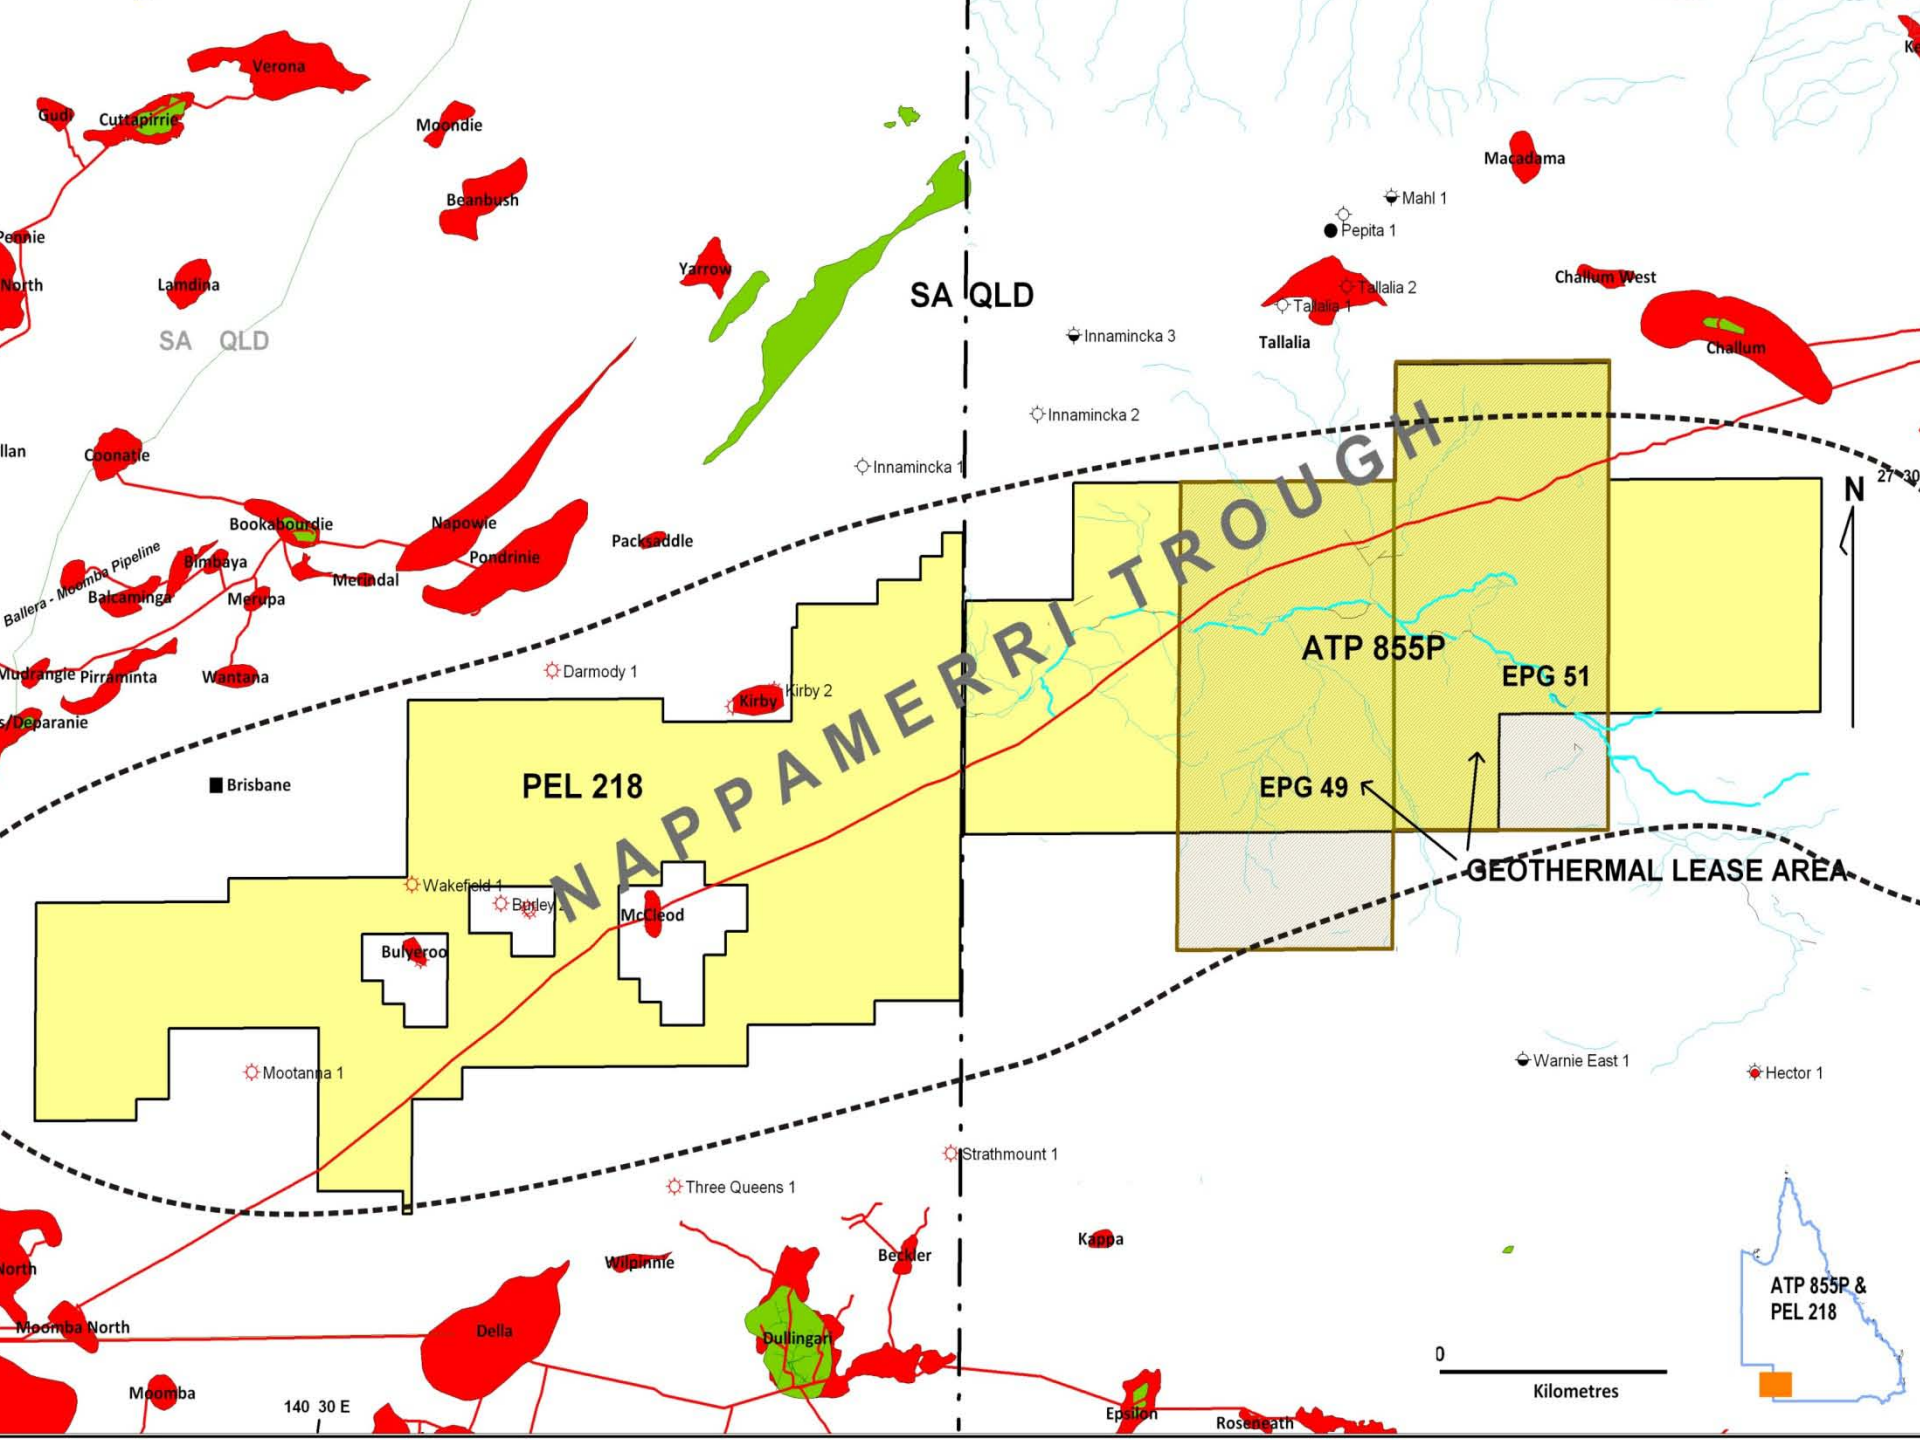 Verona
Gudi
Cuttapirrie
Moondie
Macadama
Beanbush
Mahl 1
Pepita 1
Pennie
Yarrow
North
Lamdina
SA QLD
Challum West
Tallalia 2
Tallalia 1
SA QLD
Innamincka 3
Tallalia
Challum
Innamincka 2
Coonatie
llan
Innamincka 1
27 30
N
Bookabourdie
Napowie
Packsaddle
Pondrinie
Ballera - Moomba Pipeline
Bimbaya
Merindal
Balcaminga
Merupa
NAPPAMERRI TROUGH
ATP 855P
EPG 51
Mudrangie
Pirraminta
Wantana
Darmody 1
Kirby
Kirby 2
s/Deparanie
Brisbane
PEL 218
EPG 49
GEOTHERMAL LEASE AREA
Wakefield 1
Burley 2
McCleod
Bulyeroo
Mootanna 1
Warnie East 1
Hector 1
Strathmount 1
Three Queens 1
Kappa
Beckler
Wilpinnie
North
ATP 855P &
PEL 218
Moomba North
Della
Dullingari
0
Kilometres
Moomba
140 30 E
Epsilon
Roseneath